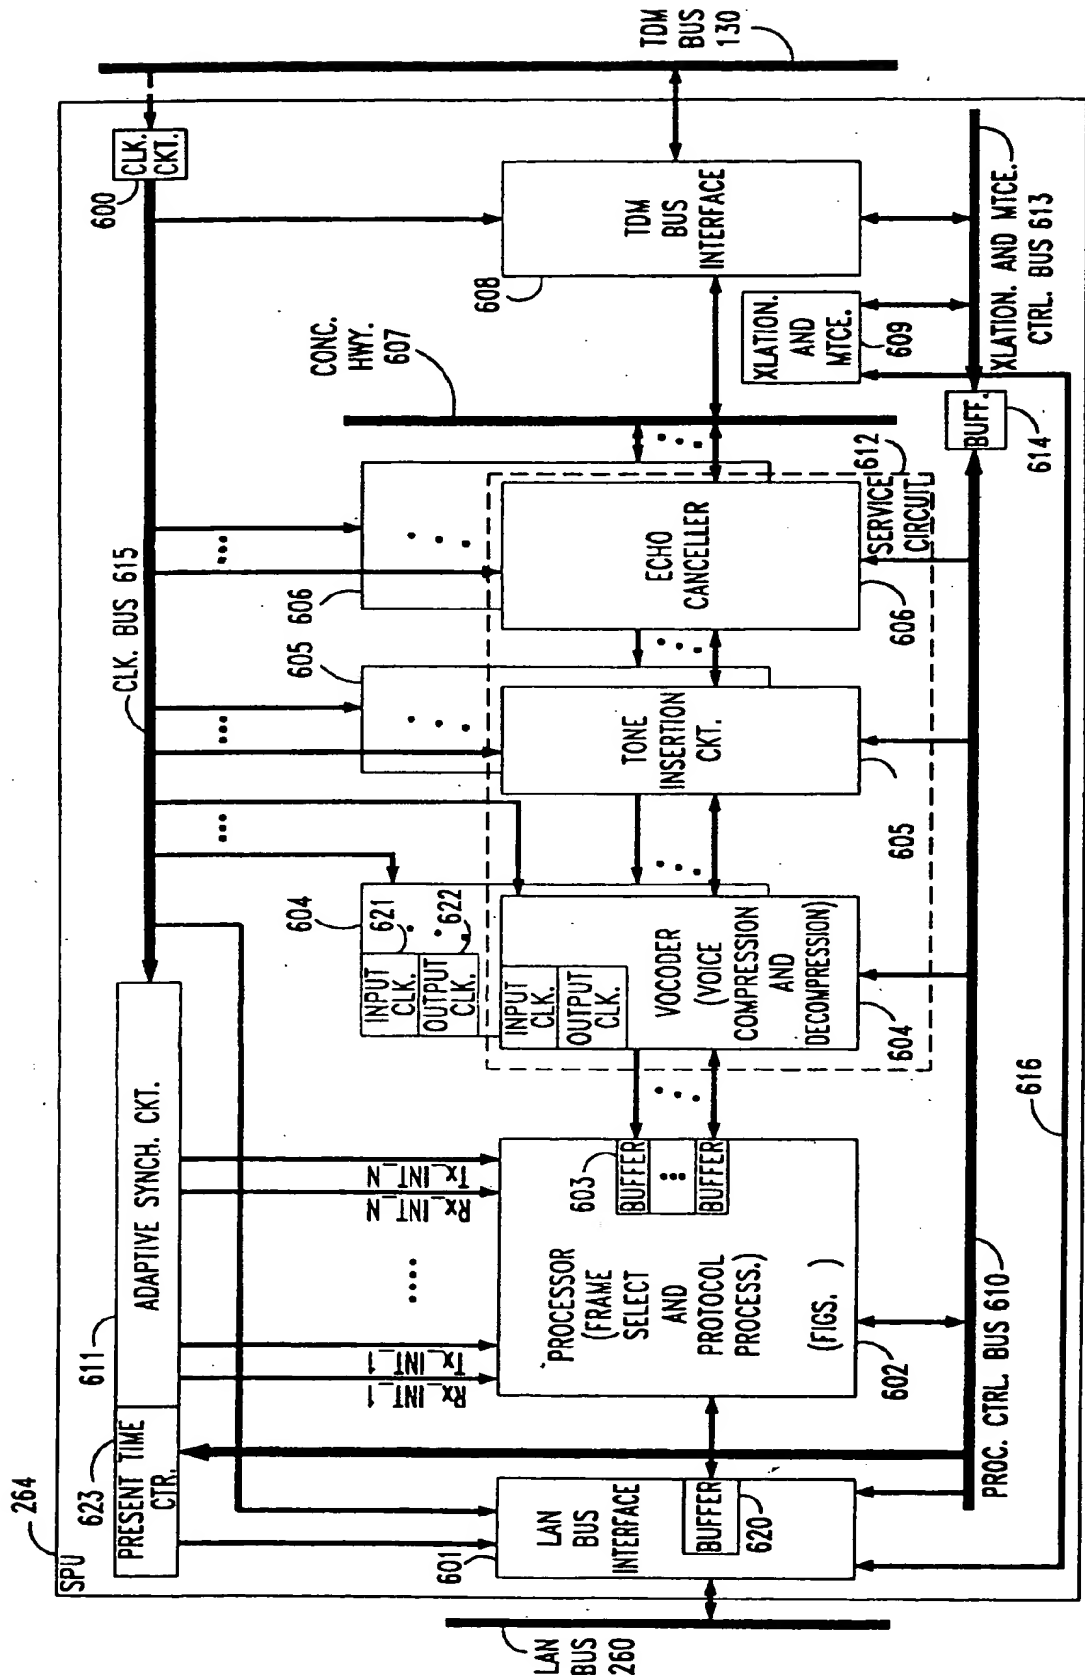 264
SPU
623
PRESENT TIME
CTR.
611
ADAPTIVE SYNCH. CKT.
CLK. BUS 615
600
CLK.
CKT.
TDM
BUS
130
Rx_INT_1
Tx_INT_1
....
Rx_INT_N
Tx_INT_N
...
...
...
604
INPUT
CLK.
OUTPUT
CLK.
621
622
605
606
CONC.
HWY.
607
LAN
BUS
260
601
LAN
BUS
INTERFACE
BUFFER
620
PROCESSOR
(FRAME
SELECT
AND
PROTOCOL
PROCESS.)
(FIGS. )
602
603
BUFFER
BUFFER
INPUT
CLK.
OUTPUT
CLK.
VOCODER
(VOICE
COMPRESSION
AND
DECOMPRESSION)
604
TONE
INSERTION
CKT.
605
ECHO
CANCELLER
606
612
SERVICE
CIRCUIT
608
TDM
BUS
INTERFACE
XLATION.
AND
MTCE.
609
PROC. CTRL. BUS 610
616
BUFF.
614
XLATION. AND MTCE.
CTRL. BUS 613